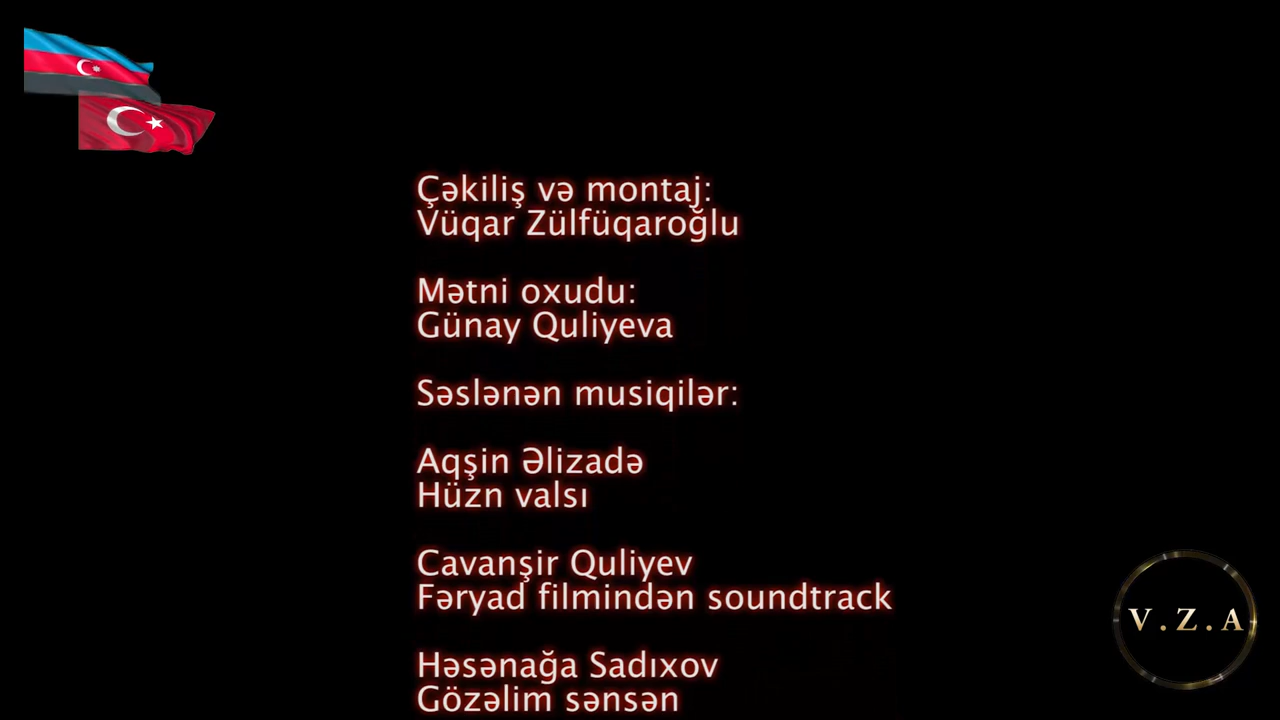 Çəkiliş və montaj:
Vüqar Zülfüqaroğlu
Mətni oxudu:
Günay Quliyeva
Səslənən musiqilər:
Aqşin Əlizadə
Hüzn valsı
Cavanşir Quliyev
Fəryad filmindən soundtrack
Həsənağa Sadıxov
Gözəlim sənsən
V.Z.A